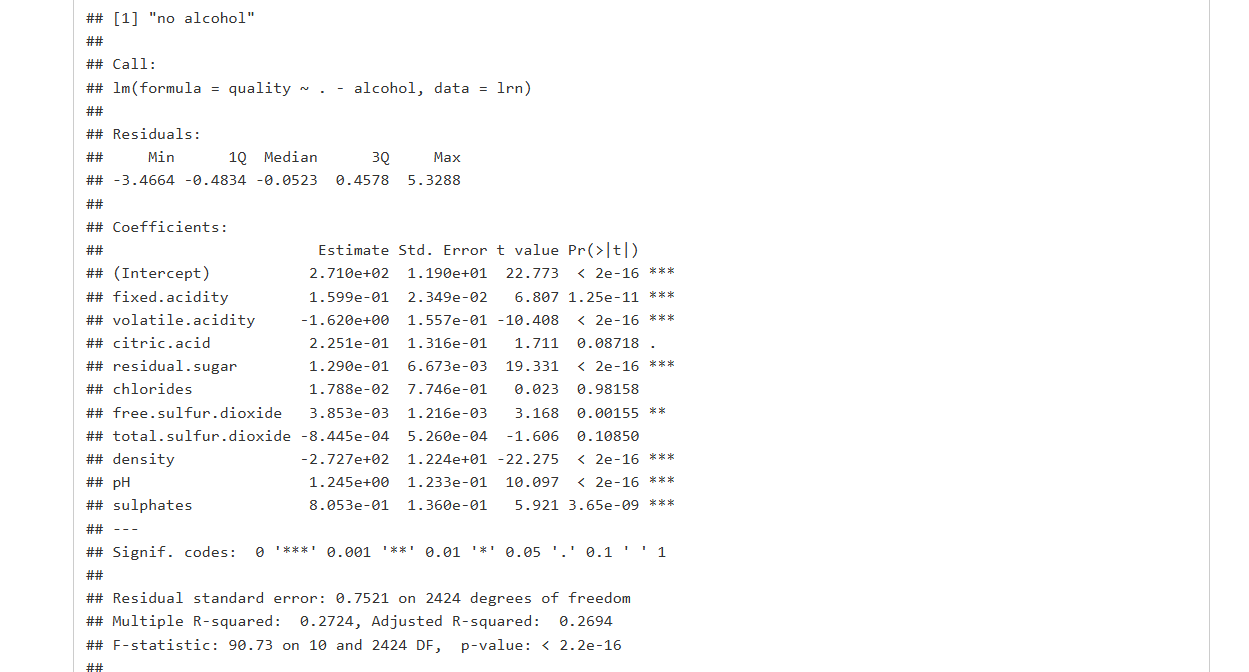 ## [1] "no alcohol"
##
## Call:
## lm(formula = quality ~ . - alcohol, data = lrn)
##
## Residuals:
##     Min      1Q  Median      3Q     Max
## -3.4664 -0.4834 -0.0523  0.4578  5.3288
##
## Coefficients:
##                        Estimate Std. Error t value Pr(>|t|)
## (Intercept)           2.710e+02  1.190e+01  22.773  < 2e-16 ***
## fixed.acidity         1.599e-01  2.349e-02   6.807 1.25e-11 ***
## volatile.acidity     -1.620e+00  1.557e-01 -10.408  < 2e-16 ***
## citric.acid           2.251e-01  1.316e-01   1.711  0.08718 .
## residual.sugar        1.290e-01  6.673e-03  19.331  < 2e-16 ***
## chlorides             1.788e-02  7.746e-01   0.023  0.98158
## free.sulfur.dioxide   3.853e-03  1.216e-03   3.168  0.00155 **
## total.sulfur.dioxide -8.445e-04  5.260e-04  -1.606  0.10850
## density              -2.727e+02  1.224e+01 -22.275  < 2e-16 ***
## pH                    1.245e+00  1.233e-01  10.097  < 2e-16 ***
## sulphates             8.053e-01  1.360e-01   5.921 3.65e-09 ***
## ---
## Signif. codes:  0 '***' 0.001 '**' 0.01 '*' 0.05 '.' 0.1 ' ' 1
##
## Residual standard error: 0.7521 on 2424 degrees of freedom
## Multiple R-squared:  0.2724, Adjusted R-squared:  0.2694
## F-statistic: 90.73 on 10 and 2424 DF,  p-value: < 2.2e-16
##